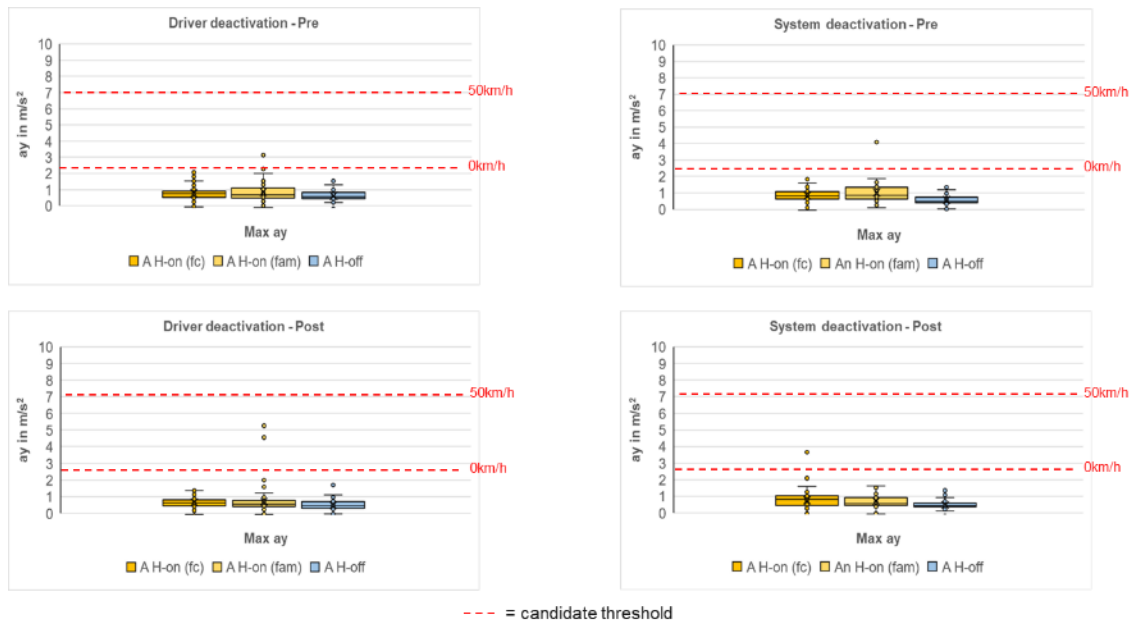 Driver deactivation - Pre
10
9
8
7
6
5
4
3
2
1
0
ay in m/s²
50km/h
0km/h
Max ay
A H-on (fc) A H-on (fam) A H-off
System deactivation - Pre
10
9
8
7
6
5
4
3
2
1
0
ay in m/s²
50km/h
0km/h
Max ay
A H-on (fc) An H-on (fam) A H-off
Driver deactivation - Post
10
9
8
7
6
5
4
3
2
1
0
ay in m/s²
50km/h
0km/h
Max ay
A H-on (fc) A H-on (fam) A H-off
System deactivation - Post
10
9
8
7
6
5
4
3
2
1
0
ay in m/s²
50km/h
0km/h
Max ay
A H-on (fc) An H-on (fam) A H-off
= candidate threshold